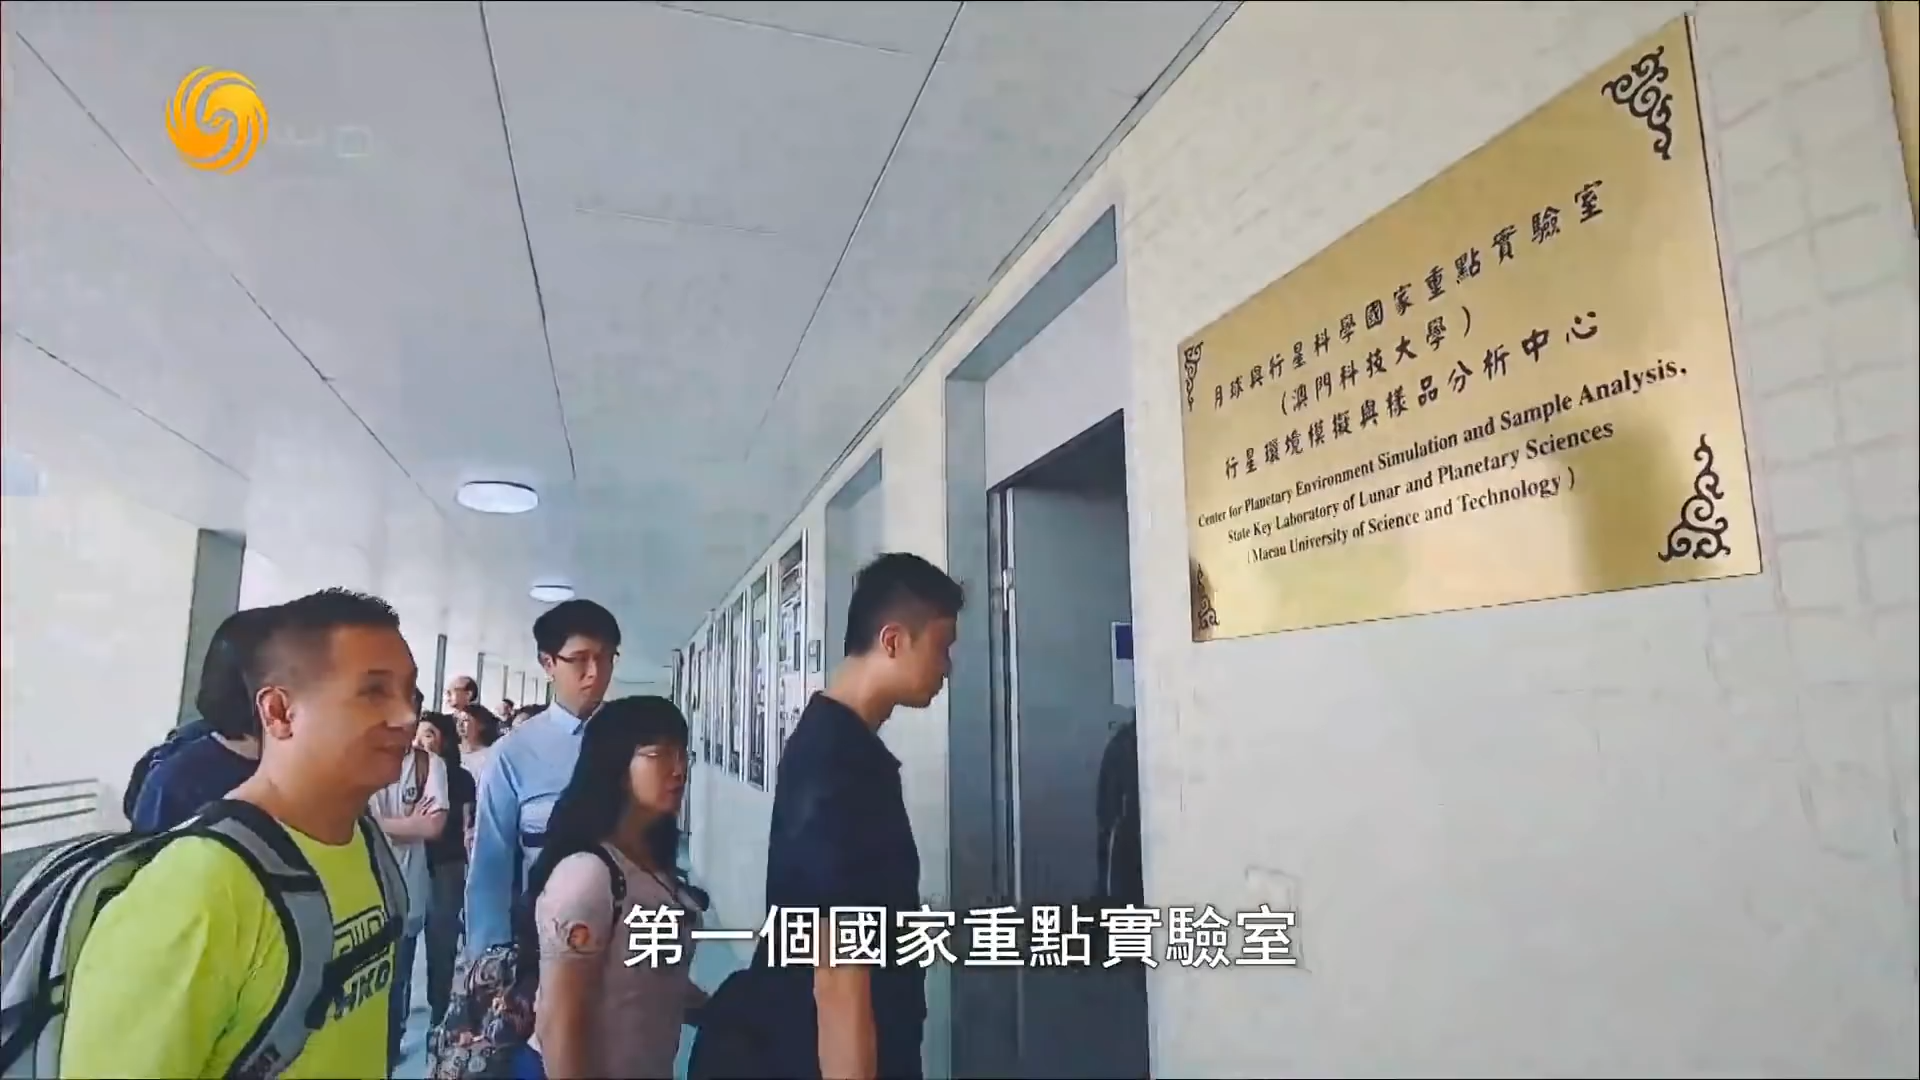 月球與行星科學國家重點實驗室
（澳門科技大學）
行星環境模擬與樣品分析中心
Center for Planetary Environment Simulation and Sample Analysis,
State Key Laboratory of Lunar and Planetary Sciences
( Macau University of Science and Technology )
第一個國家重點實驗室